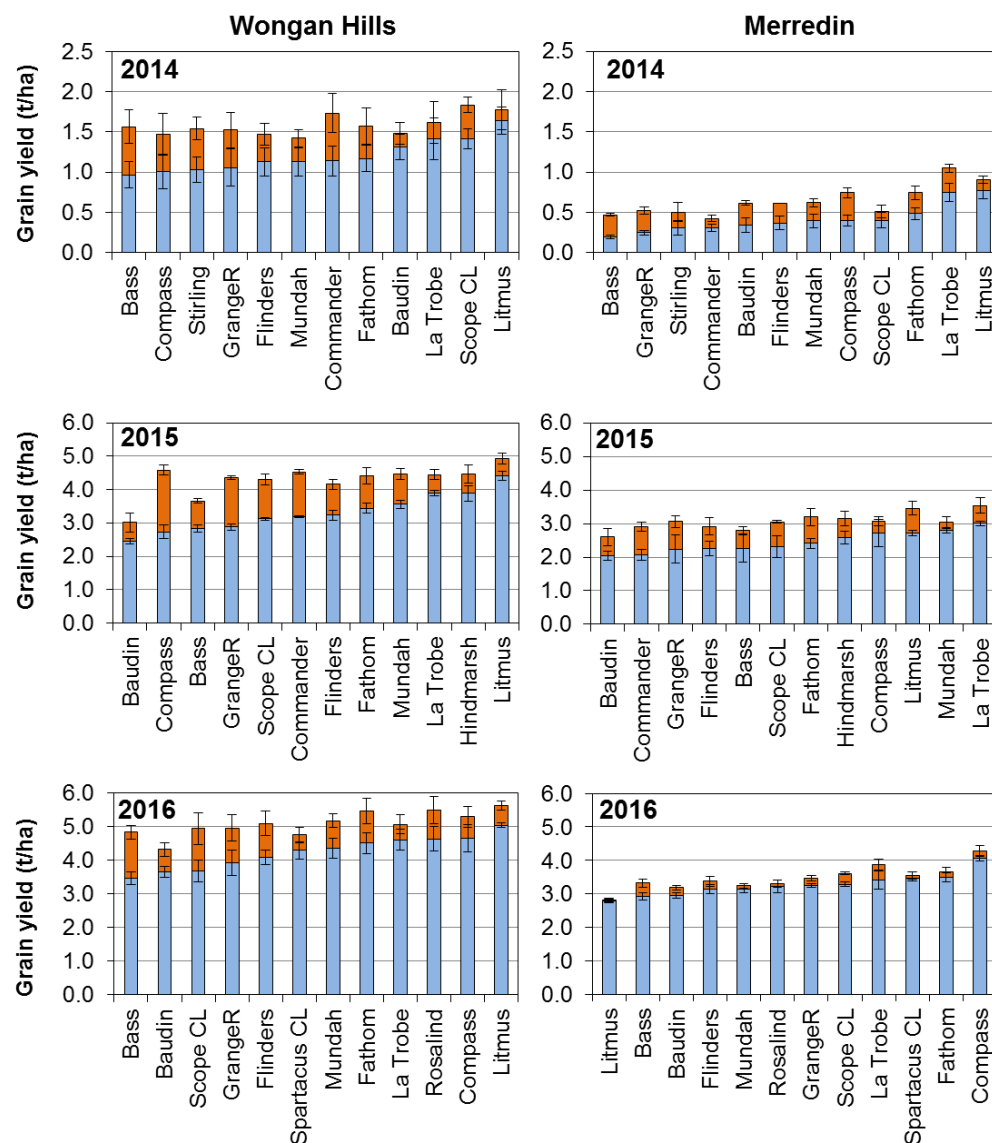 Wongan Hills
Merredin
Grain yield (t/ha)
2014
2.5
2.0
1.5
1.0
0.5
0.0
Bass
Compass
Stirling
GrangeR
Flinders
Mundah
Commander
Fathom
Baudin
La Trobe
Scope CL
Litmus
2014
2.5
2.0
1.5
1.0
0.5
0.0
Bass
GrangeR
Stirling
Commander
Baudin
Flinders
Mundah
Compass
Scope CL
Fathom
La Trobe
Litmus
Grain yield (t/ha)
2015
6.0
5.0
4.0
3.0
2.0
1.0
0.0
Baudin
Compass
Bass
GrangeR
Scope CL
Commander
Flinders
Fathom
Mundah
La Trobe
Hindmarsh
Litmus
2015
6.0
5.0
4.0
3.0
2.0
1.0
0.0
Baudin
Commander
GrangeR
Flinders
Bass
Scope CL
Fathom
Hindmarsh
Compass
Litmus
Mundah
La Trobe
Grain yield (t/ha)
2016
6.0
5.0
4.0
3.0
2.0
1.0
0.0
Bass
Baudin
Scope CL
GrangeR
Flinders
Spartacus CL
Mundah
Fathom
La Trobe
Rosalind
Compass
Litmus
2016
6.0
5.0
4.0
3.0
2.0
1.0
0.0
Litmus
Bass
Baudin
Flinders
Mundah
Rosalind
GrangeR
Scope CL
La Trobe
Spartacus CL
Fathom
Compass